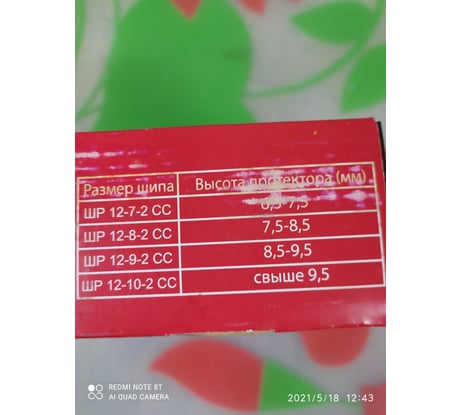 Размер шипа Высота протектора (мм)
ШР 12-7-2 СС 6,5-7,5
ШР 12-8-2 СС 7,5-8,5
ШР 12-9-2 СС 8,5-9,5
ШР 12-10-2 СС свыше 9,5
REDMI NOTE 8T
AI QUAD CAMERA
2021/5/18 12:43